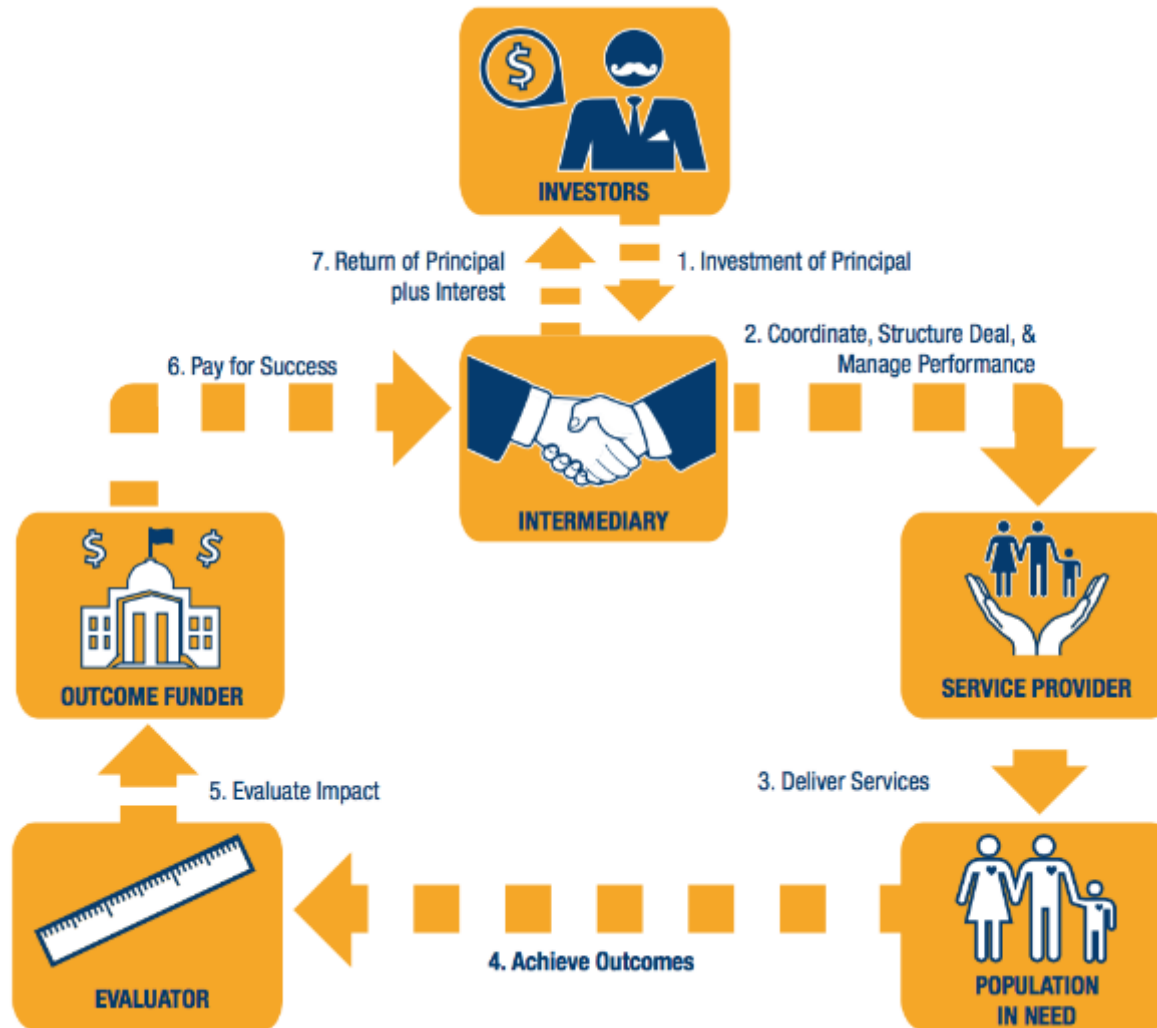 $
INVESTORS
7. Return of Principal
plus Interest
1. Investment of Principal
2. Coordinate, Structure Deal, &
Manage Performance
6. Pay for Success
INTERMEDIARY
$ $
OUTCOME FUNDER
SERVICE PROVIDER
5. Evaluate Impact
3. Deliver Services
4. Achieve Outcomes
EVALUATOR
POPULATION
IN NEED